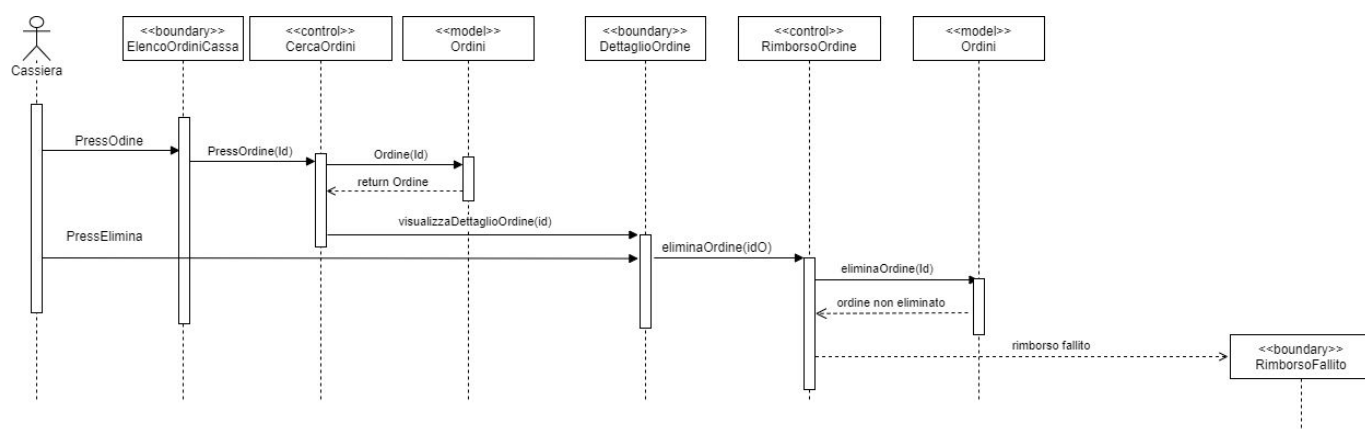 <<boundary>>
ElencoOrdiniCassa
<<control>>
CercaOrdini
<<model>>
Ordini
<<boundary>>
DettaglioOrdine
<<control>>
RimborsoOrdine
<<model>>
Ordini
Cassiera
PressOdine
PressOrdine(Id)
Ordine(Id)
return Ordine
visualizzaDettaglioOrdine(id)
PressElimina
eliminaOrdine(idO)
eliminaOrdine(Id)
ordine non eliminato
rimborso fallito
<<boundary>>
RimborsoFallito